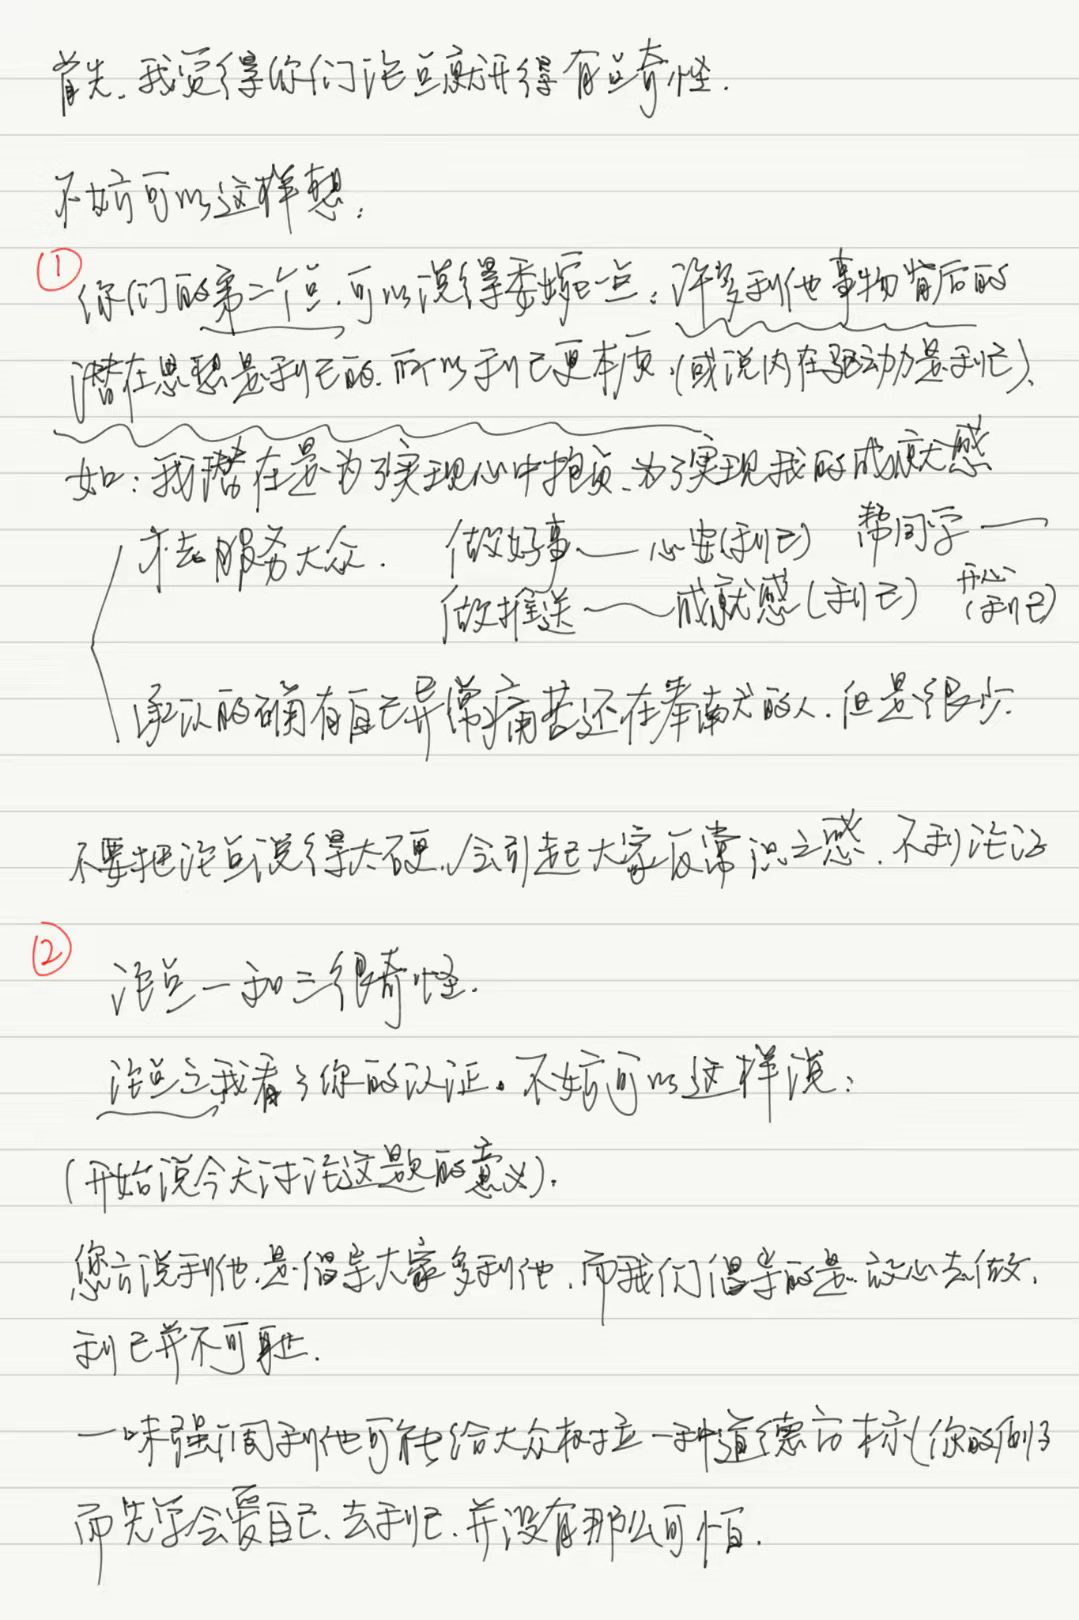 首先,我觉得你们论点就开得有点奇怪.
不妨可以这样想:
① 你们的第二个点,可以说得委婉一点:许多利他事物背后的
潜在思想是利己的,所以利己更本质,(或说内在驱动力是利己)、
如:我潜在是为了实现心中抱负、为了实现我的成就感
才去服务大众. 做好事——心安(利己) 帮同学——
做推送——成就感(利己) 开心(利己)
承认的确有自己异常痛苦还在奉献的人,但是很少.
不要把论点说得太硬,会引起大家反常识之感,不利论证
② 论点一和三很奇怪.
论点三我看了你的认证。不妨可以这样说:
(开始说今天讨论这题的意义).
您方说利他,是倡导大家多利他,而我们倡导的是放心去做,
利己并不可耻.
一味强调利他可能给大众树立一种道德高标(你的例子
而先学会爱自己、去利己,并没有那么可怕.